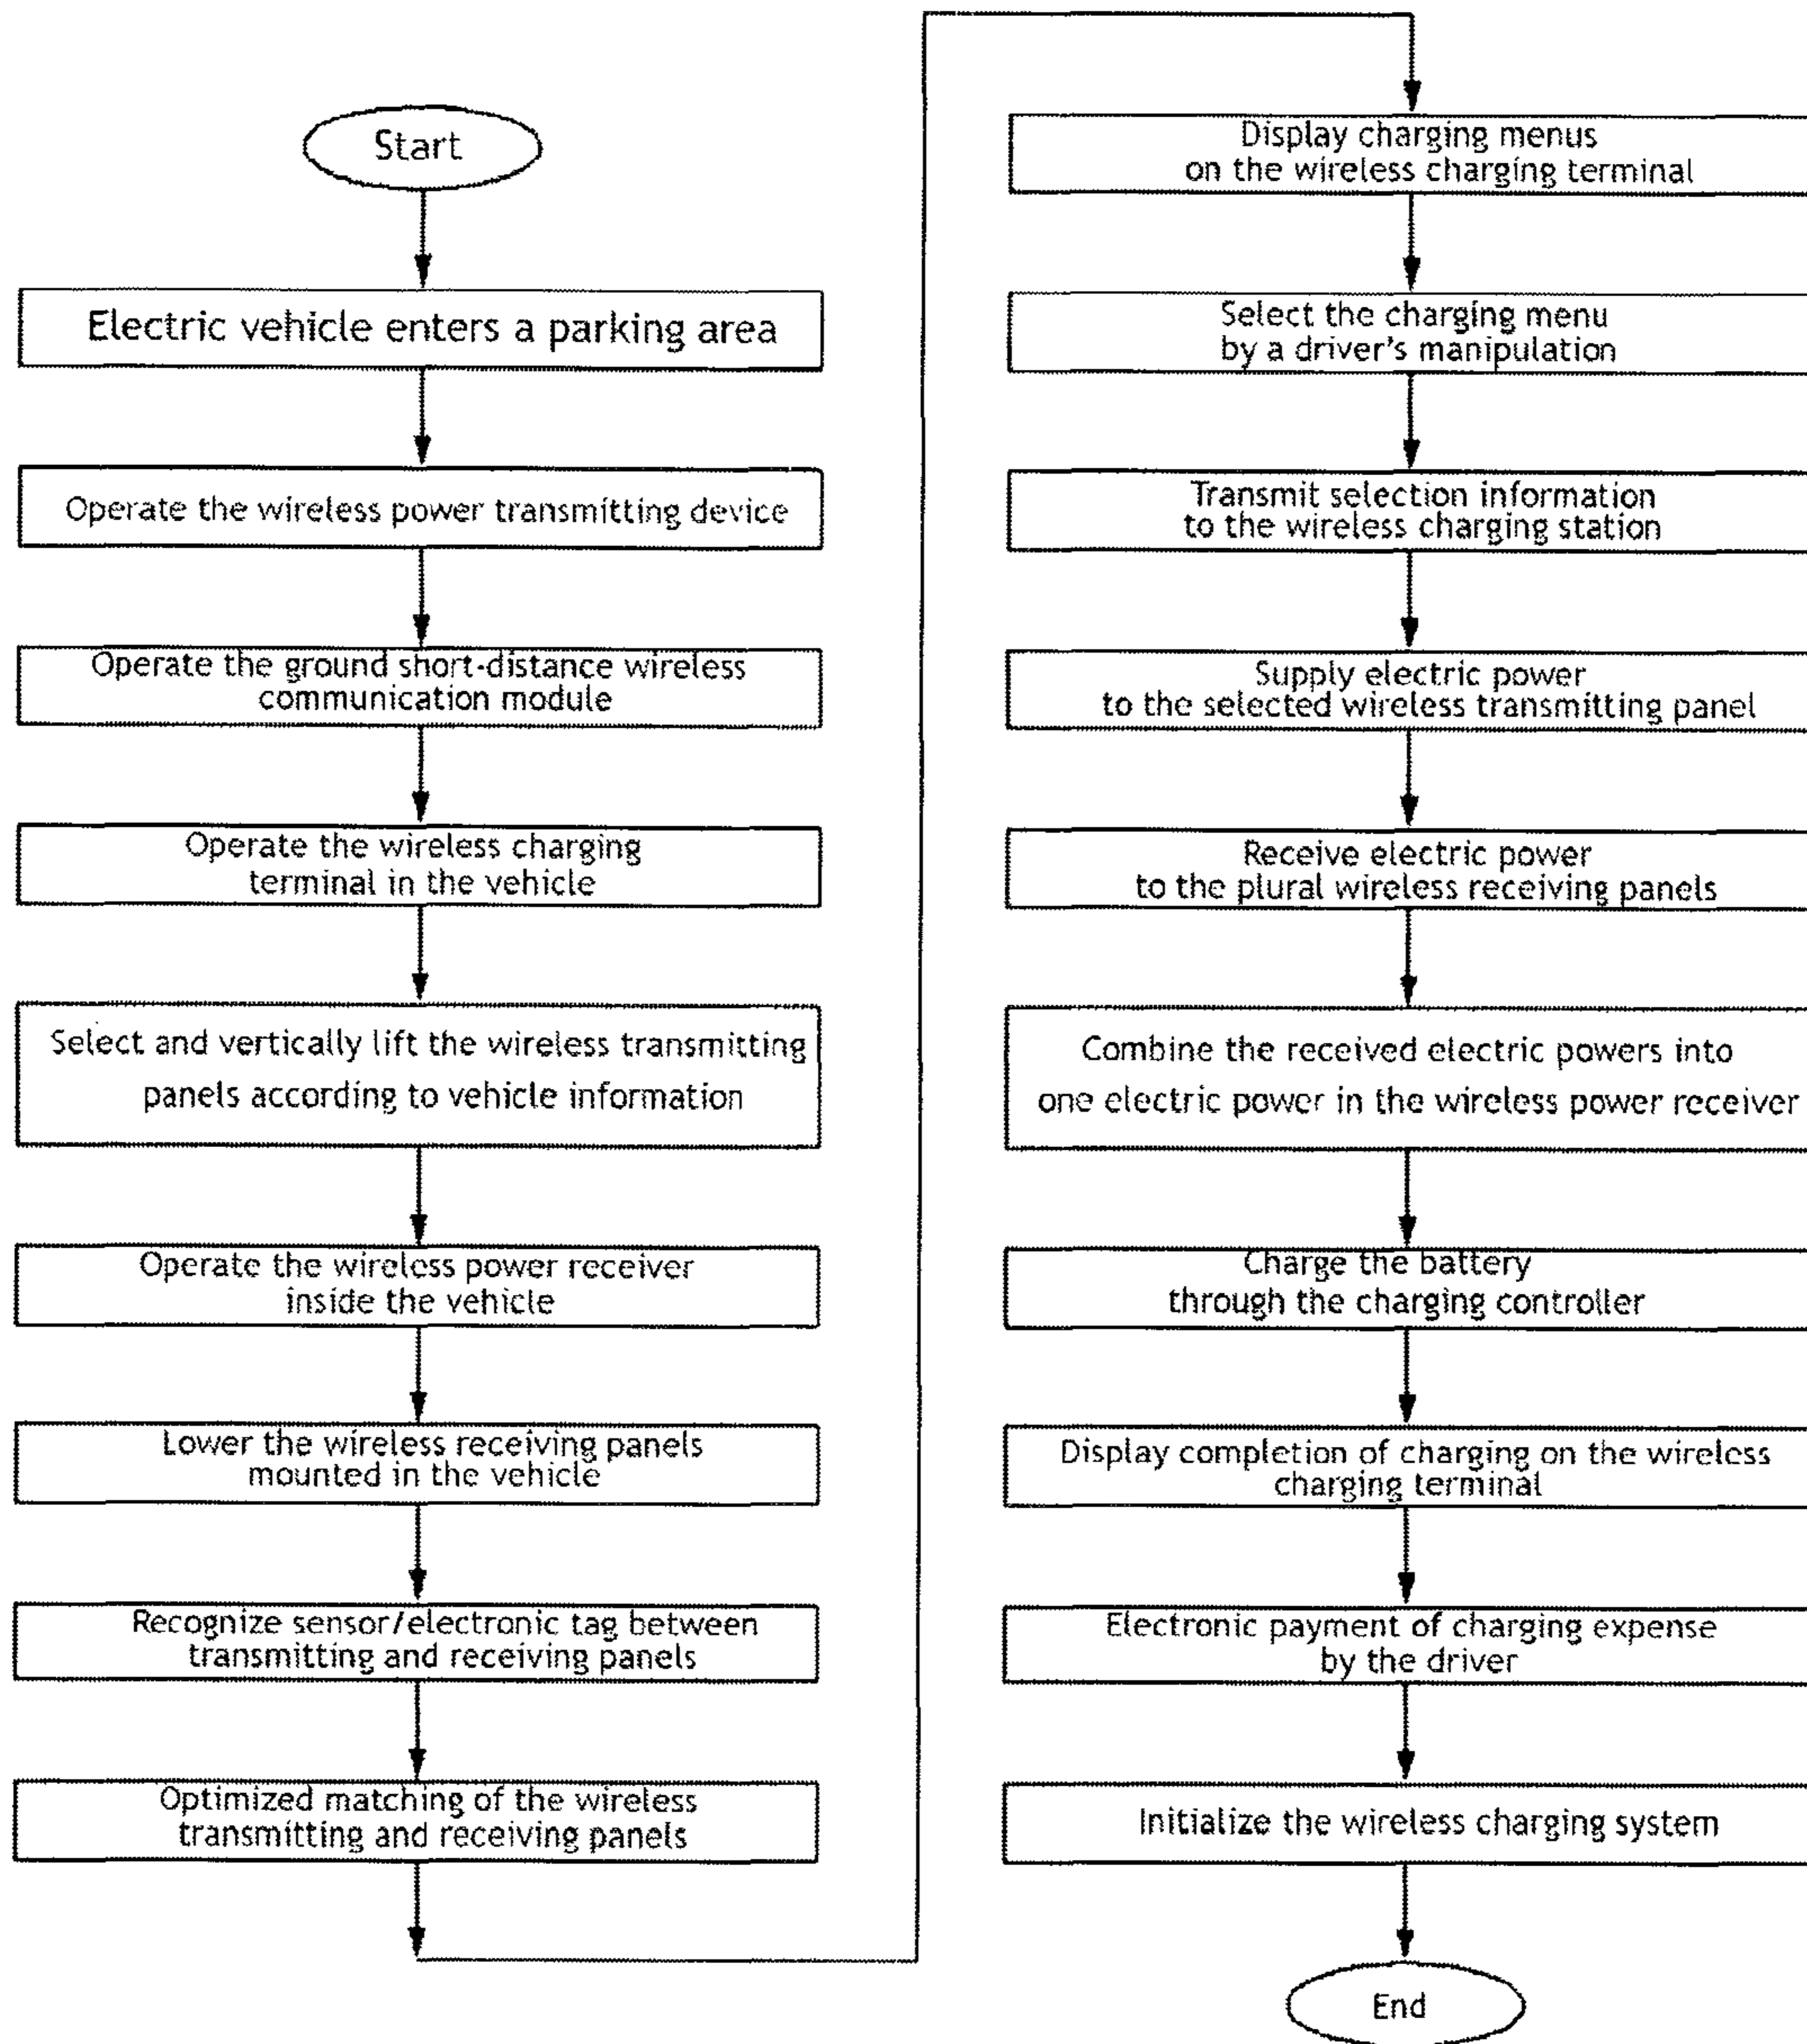 Start
Electric vehicle enters a parking area
Operate the wireless power transmitting device
Operate the ground short-distance wireless
communication module
Operate the wireless charging
terminal in the vehicle
Select and vertically lift the wireless transmitting
panels according to vehicle information
Operate the wireless power receiver
inside the vehicle
Lower the wireless receiving panels
mounted in the vehicle
Recognize sensor/electronic tag between
transmitting and receiving panels
Optimized matching of the wireless
transmitting and receiving panels
Display charging menus
on the wireless charging terminal
Select the charging menu
by a driver's manipulation
Transmit selection information
to the wireless charging station
Supply electric power
to the selected wireless transmitting panel
Receive electric power
to the plural wireless receiving panels
Combine the received electric powers into
one electric power in the wireless power receiver
Charge the battery
through the charging controller
Display completion of charging on the wireless
charging terminal
Electronic payment of charging expense
by the driver
Initialize the wireless charging system
End